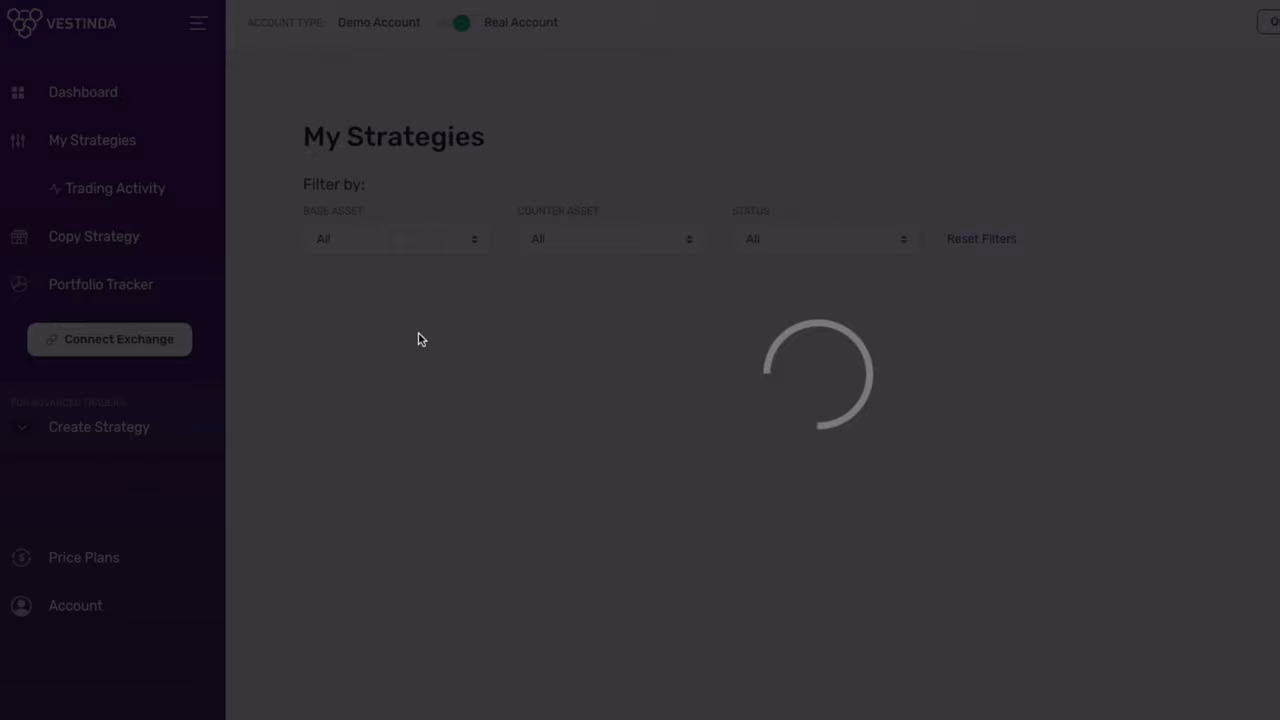 VESTINDA
ACCOUNT TYPE: Demo Account Real Account
Dashboard
My Strategies
Trading Activity
Copy Strategy
Portfolio Tracker
Connect Exchange
FOR ADVANCED TRADERS
Create Strategy
Price Plans
Account
My Strategies
Filter by:
BASE ASSET COUNTER ASSET STATUS
All All All Reset Filters